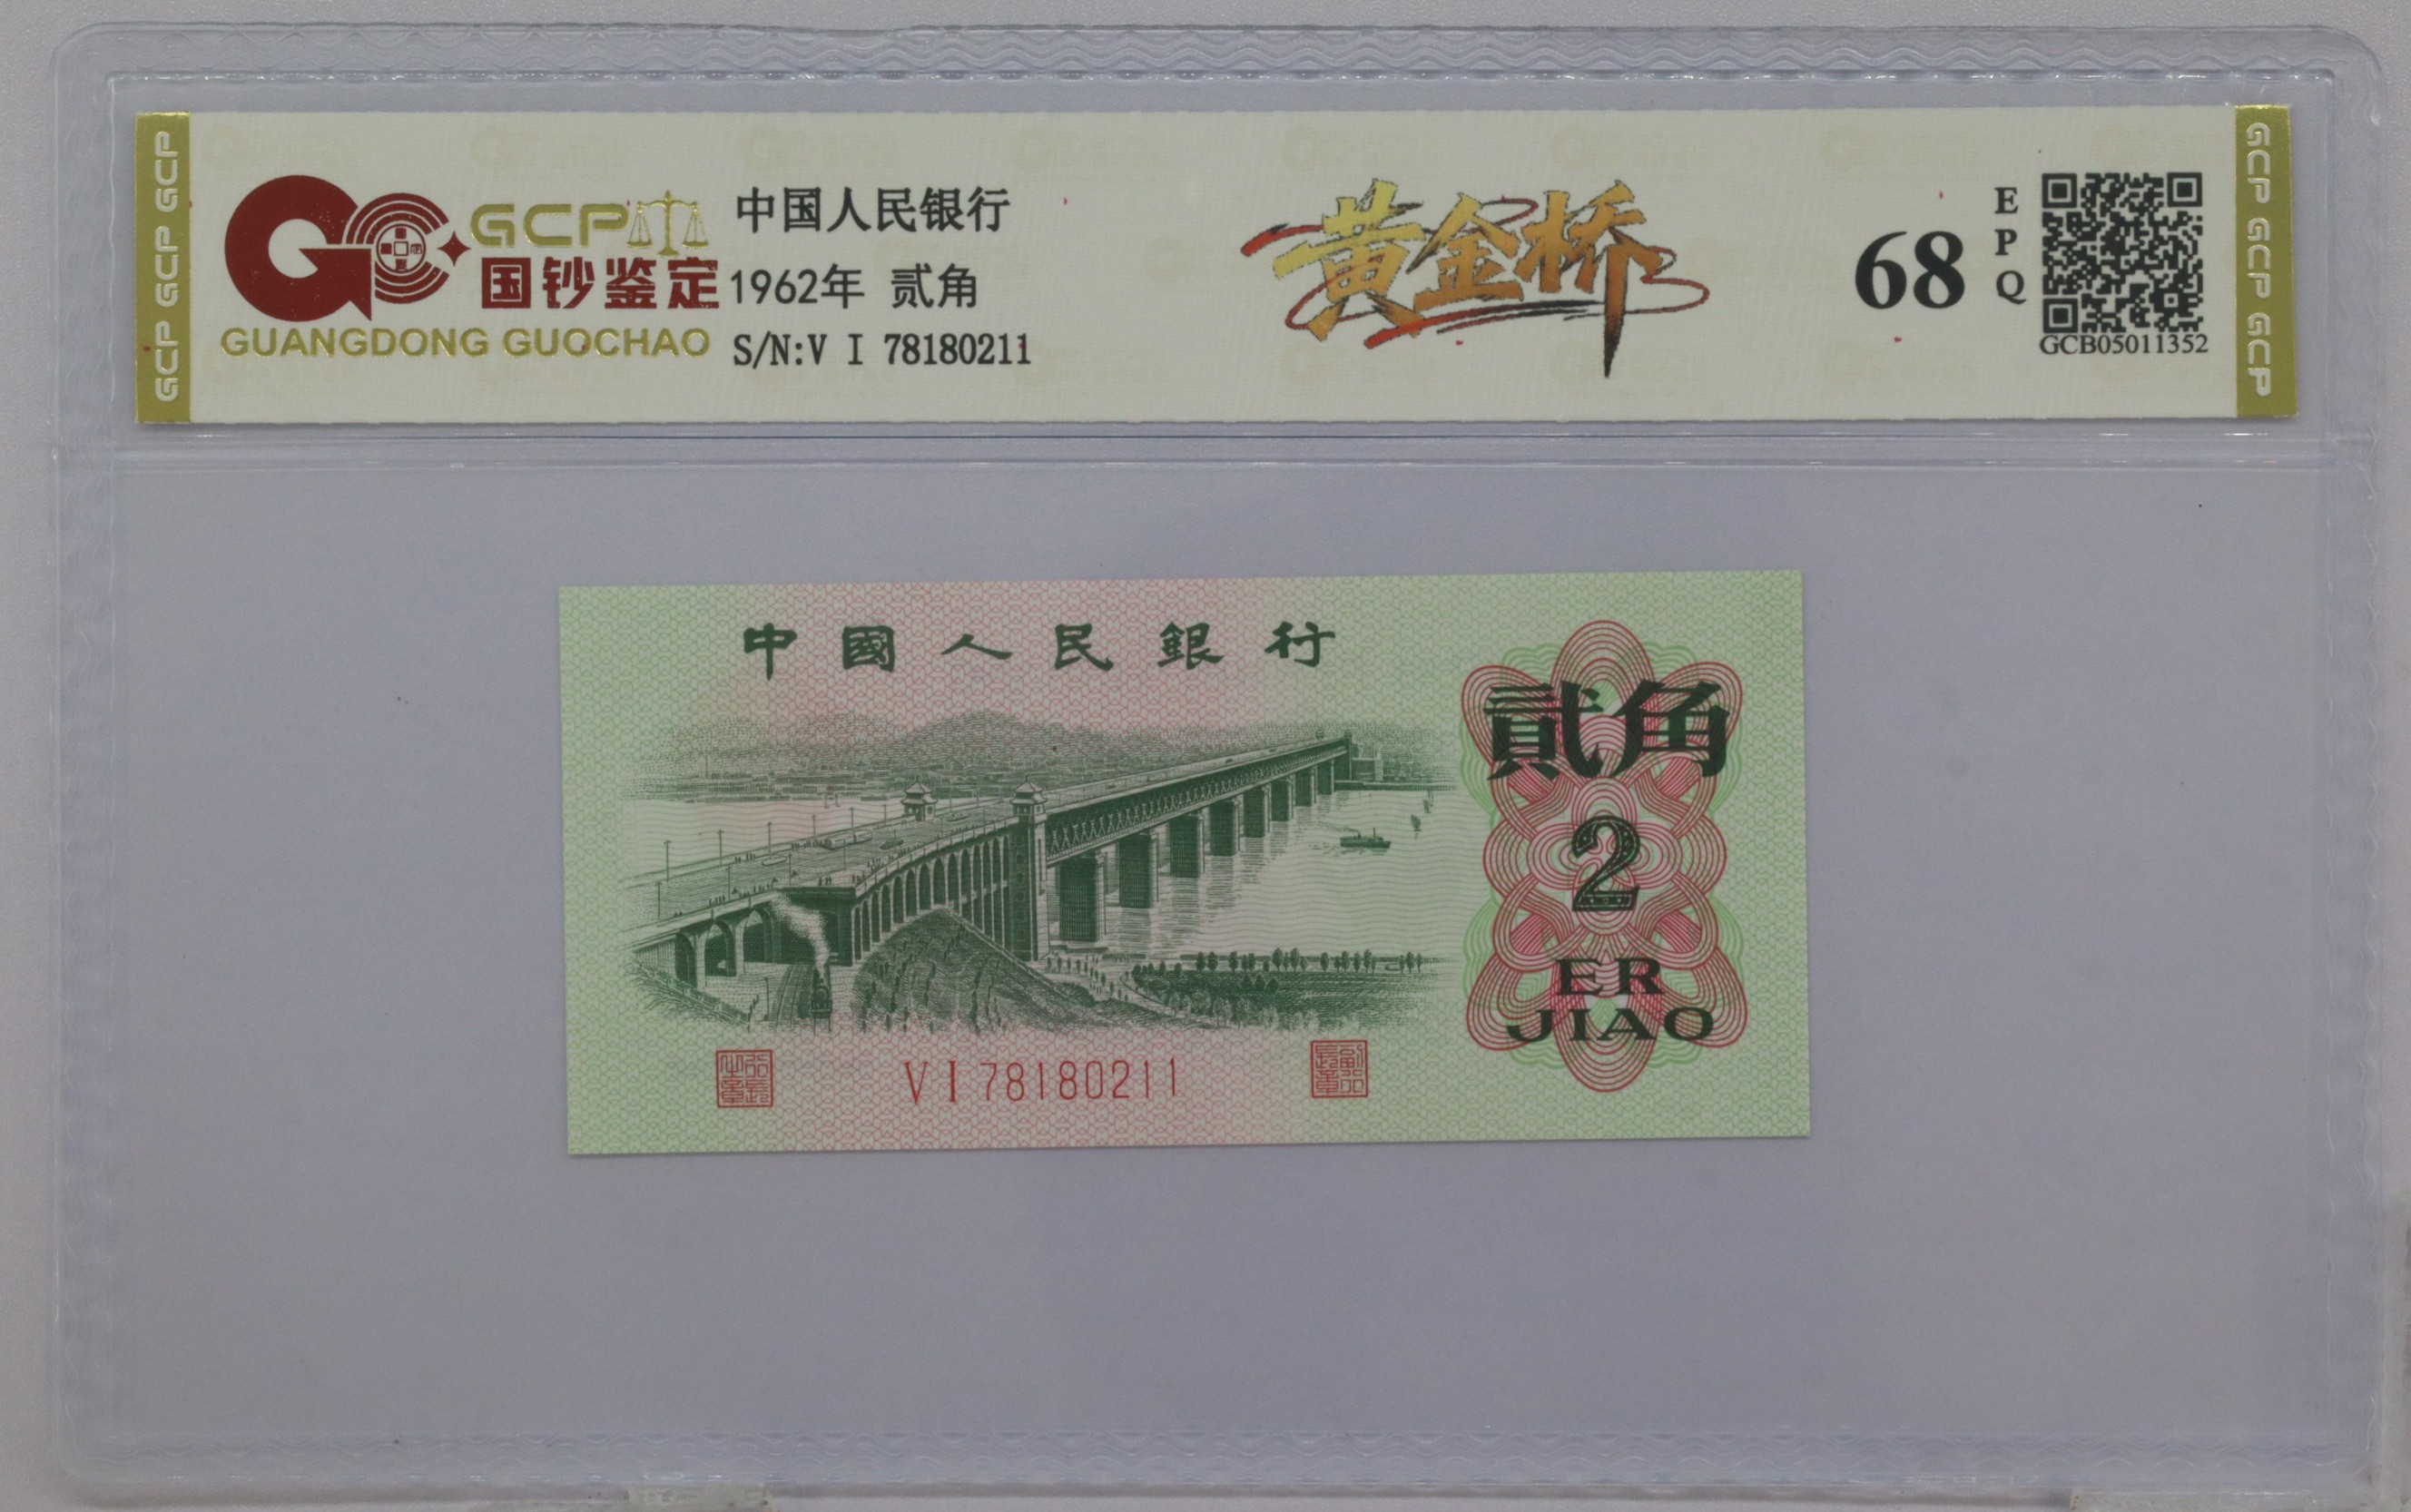 GCP GCP GCP
GCP
国钞鉴定
GUANGDONG GUOCHAO
中国人民银行
1962年 贰角
S/N:V I 78180211
黄金桥
68
EPQ
GCB05011352
GCP GCP GCP
中國人民銀行
貳角
2
ER
JIAO
V I 78180211